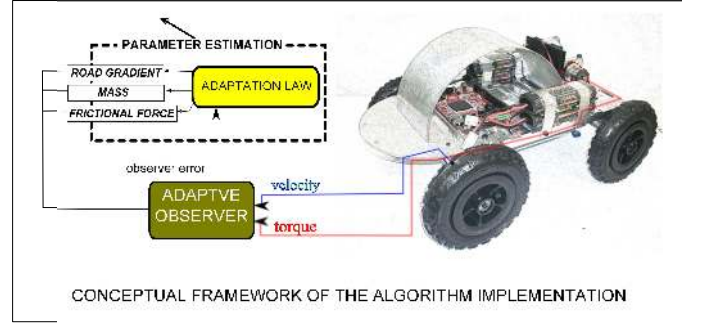 PARAMETER ESTIMATION
ROAD GRADIENT
MASS
FRICTIONAL FORCE
ADAPTATION LAW
observer error
ADAPTVE
OBSERVER
velocity
torque
CONCEPTUAL FRAMEWORK OF THE ALGORITHM IMPLEMENTATION